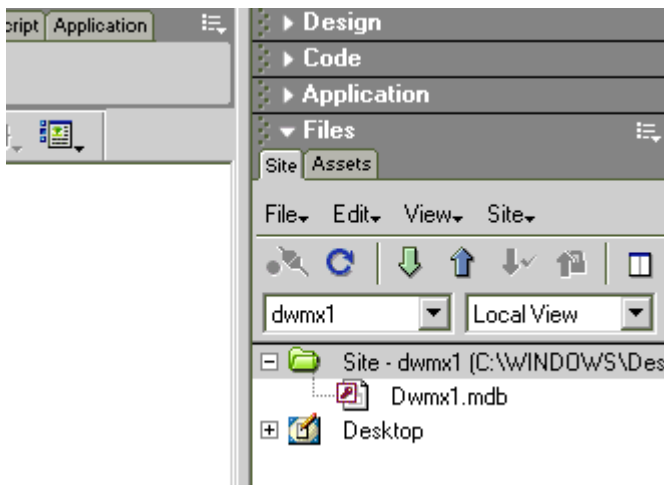 Application
Design
Code
Application
Files
Site Assets
File Edit View Site
dwmx1 Local View
Site - dwmx1 (C:\WINDOWS\Des
Dwmx1.mdb
Desktop